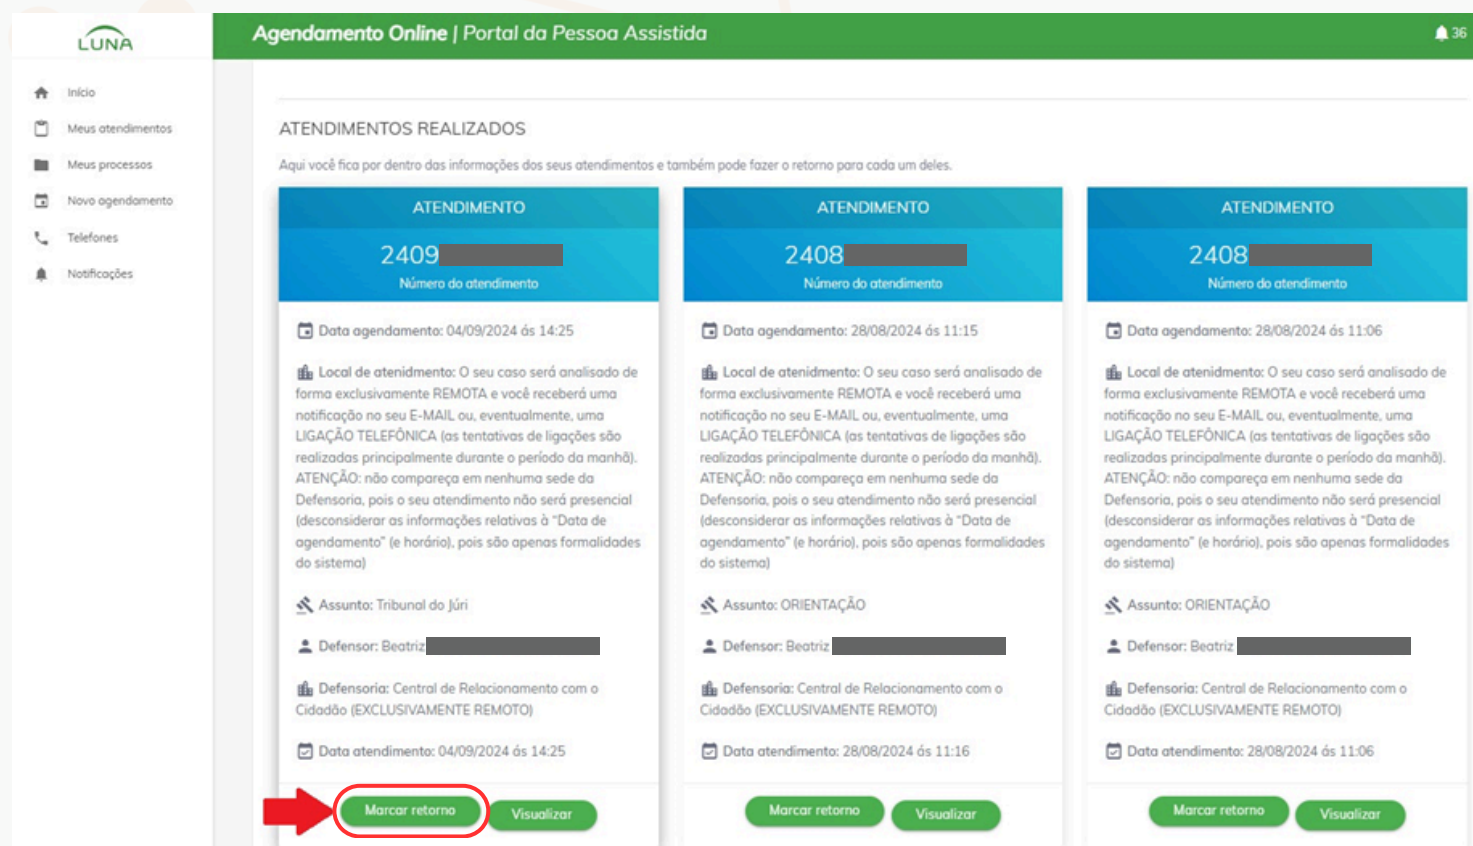 LUNA
Agendamento Online | Portal da Pessoa Assistida
36
Início
Meus atendimentos
Meus processos
Novo agendamento
Telefones
Notificações
ATENDIMENTOS REALIZADOS
Aqui você fica por dentro das informações dos seus atendimentos e também pode fazer o retorno para cada um deles.
ATENDIMENTO
2409
Número do atendimento
Data agendamento: 04/09/2024 ás 14:25
Local de atenidmento: O seu caso será analisado de
forma exclusivamente REMOTA e você receberá uma
notificação no seu E-MAIL ou, eventualmente, uma
LIGAÇÃO TELEFÔNICA (as tentativas de ligações são
realizadas principalmente durante o período da manhã).
ATENÇÃO: não compareça em nenhuma sede da
Defensoria, pois o seu atendimento não será presencial
(desconsiderar as informações relativas à "Data de
agendamento" (e horário), pois são apenas formalidades
do sistema)
Assunto: Tribunal do Júri
Defensor: Beatriz
Defensoria: Central de Relacionamento com o
Cidadão (EXCLUSIVAMENTE REMOTO)
Data atendimento: 04/09/2024 ás 14:25
Marcar retorno
Visualizar
ATENDIMENTO
2408
Número do atendimento
Data agendamento: 28/08/2024 ás 11:15
Local de atenidmento: O seu caso será analisado de
forma exclusivamente REMOTA e você receberá uma
notificação no seu E-MAIL ou, eventualmente, uma
LIGAÇÃO TELEFÔNICA (as tentativas de ligações são
realizadas principalmente durante o período da manhã).
ATENÇÃO: não compareça em nenhuma sede da
Defensoria, pois o seu atendimento não será presencial
(desconsiderar as informações relativas à "Data de
agendamento" (e horário), pois são apenas formalidades
do sistema)
Assunto: ORIENTAÇÃO
Defensor: Beatriz
Defensoria: Central de Relacionamento com o
Cidadão (EXCLUSIVAMENTE REMOTO)
Data atendimento: 28/08/2024 ás 11:16
Marcar retorno
Visualizar
ATENDIMENTO
2408
Número do atendimento
Data agendamento: 28/08/2024 ás 11:06
Local de atenidmento: O seu caso será analisado de
forma exclusivamente REMOTA e você receberá uma
notificação no seu E-MAIL ou, eventualmente, uma
LIGAÇÃO TELEFÔNICA (as tentativas de ligações são
realizadas principalmente durante o período da manhã).
ATENÇÃO: não compareça em nenhuma sede da
Defensoria, pois o seu atendimento não será presencial
(desconsiderar as informações relativas à "Data de
agendamento" (e horário), pois são apenas formalidades
do sistema)
Assunto: ORIENTAÇÃO
Defensor: Beatriz
Defensoria: Central de Relacionamento com o
Cidadão (EXCLUSIVAMENTE REMOTO)
Data atendimento: 28/08/2024 ás 11:06
Marcar retorno
Visualizar